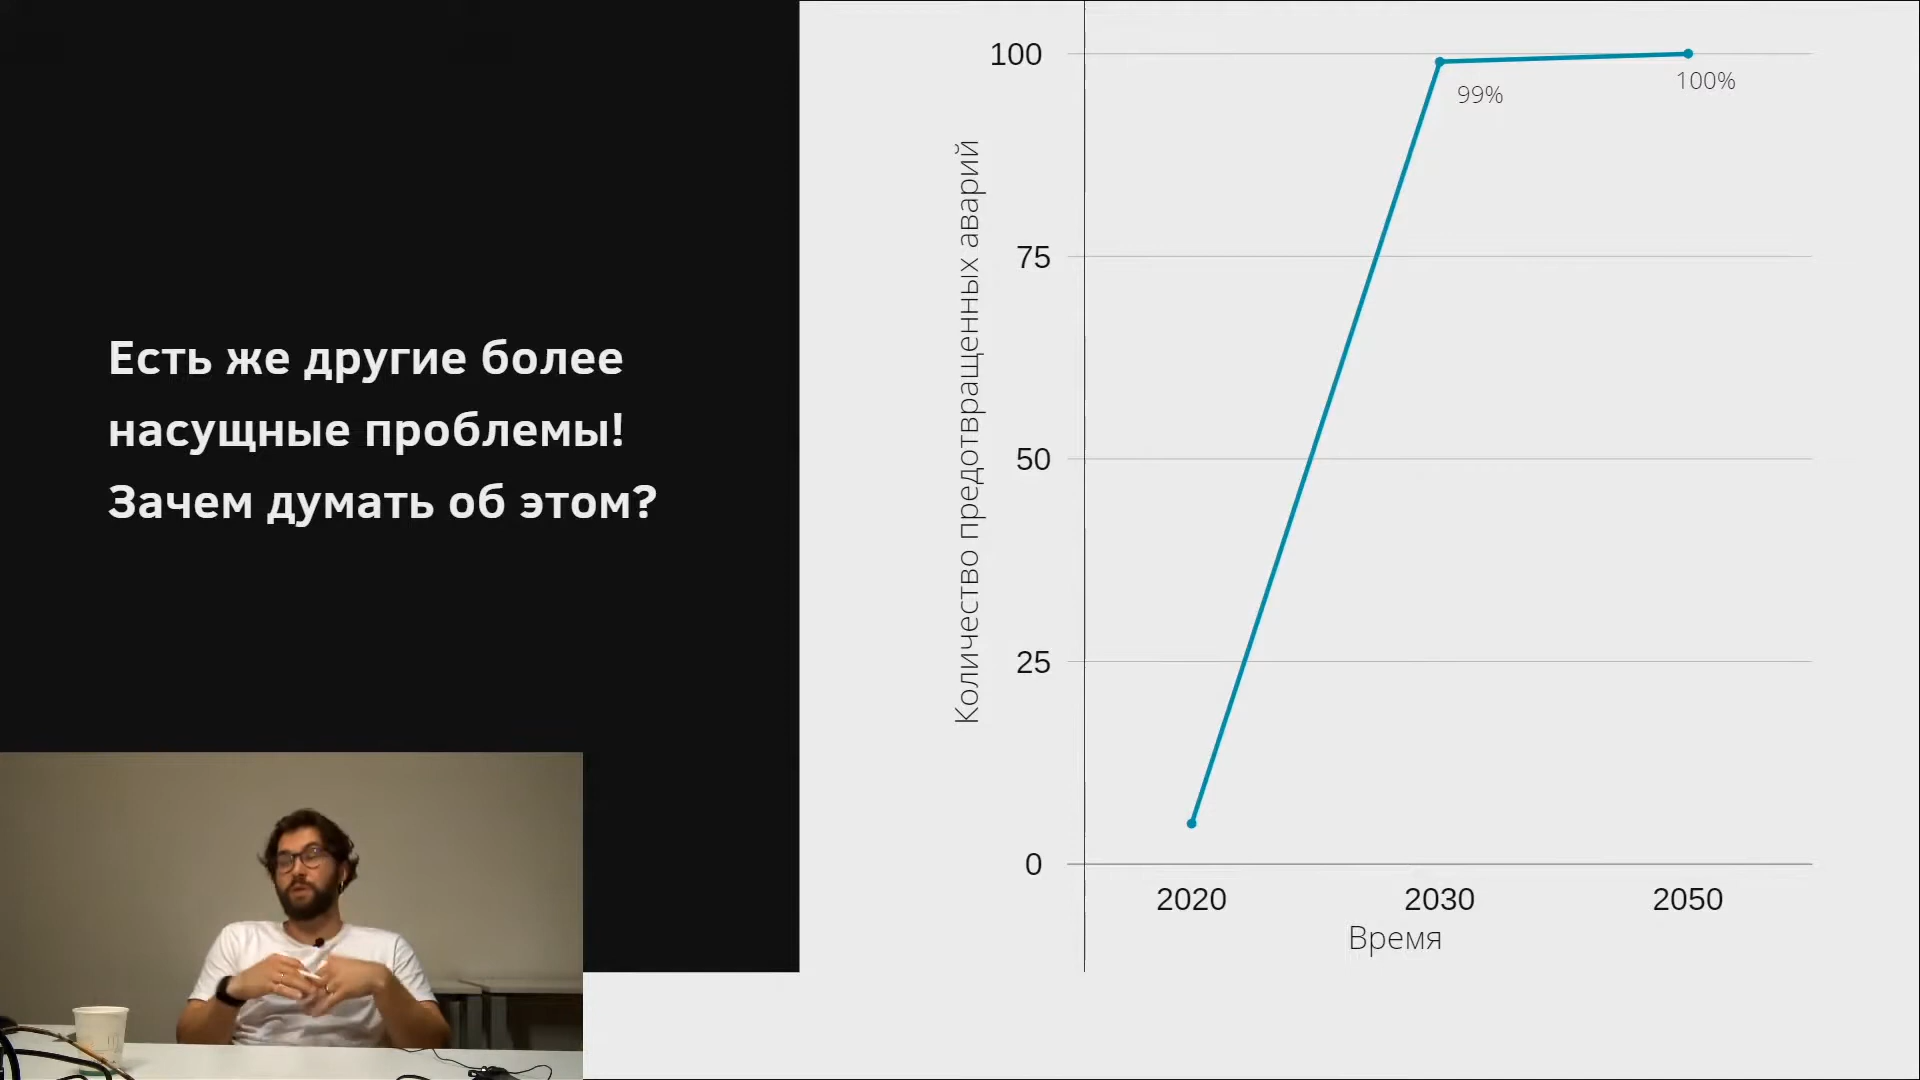 Есть же другие более
насущные проблемы!
Зачем думать об этом?
Количество предотвращенных аварий
100
75
50
25
0
99%
100%
2020
2030
2050
Время